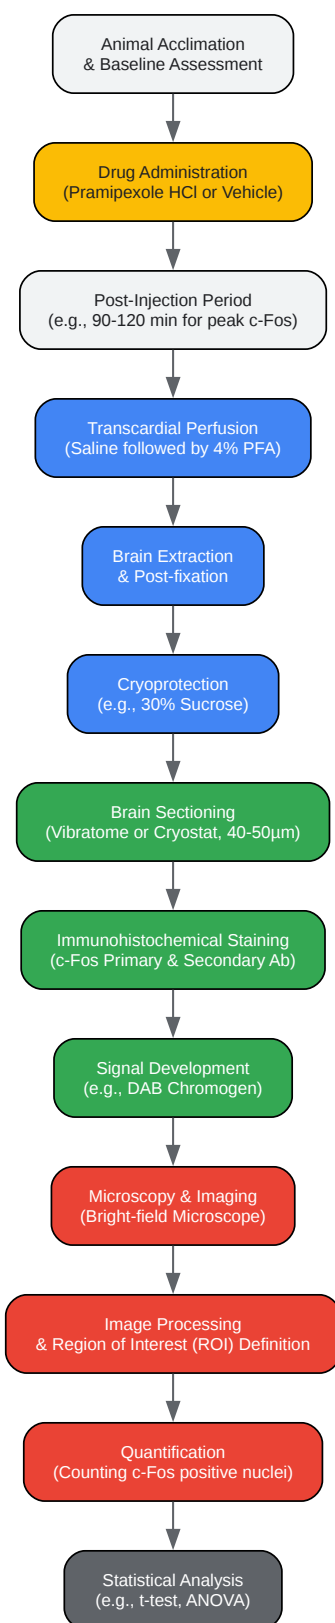 Animal Acclimation
& Baseline Assessment
Drug Administration
(Pramipexole HCl or Vehicle)
Post-Injection Period
(e.g., 90-120 min for peak c-Fos)
Transcardial Perfusion
(Saline followed by 4% PFA)
Brain Extraction
& Post-fixation
Cryoprotection
(e.g., 30% Sucrose)
Brain Sectioning
(Vibratome or Cryostat, 40-50µm)
Immunohistochemical Staining
(c-Fos Primary & Secondary Ab)
Signal Development
(e.g., DAB Chromogen)
Microscopy & Imaging
(Bright-field Microscope)
Image Processing
& Region of Interest (ROI) Definition
Quantification
(Counting c-Fos positive nuclei)
Statistical Analysis
(e.g., t-test, ANOVA)